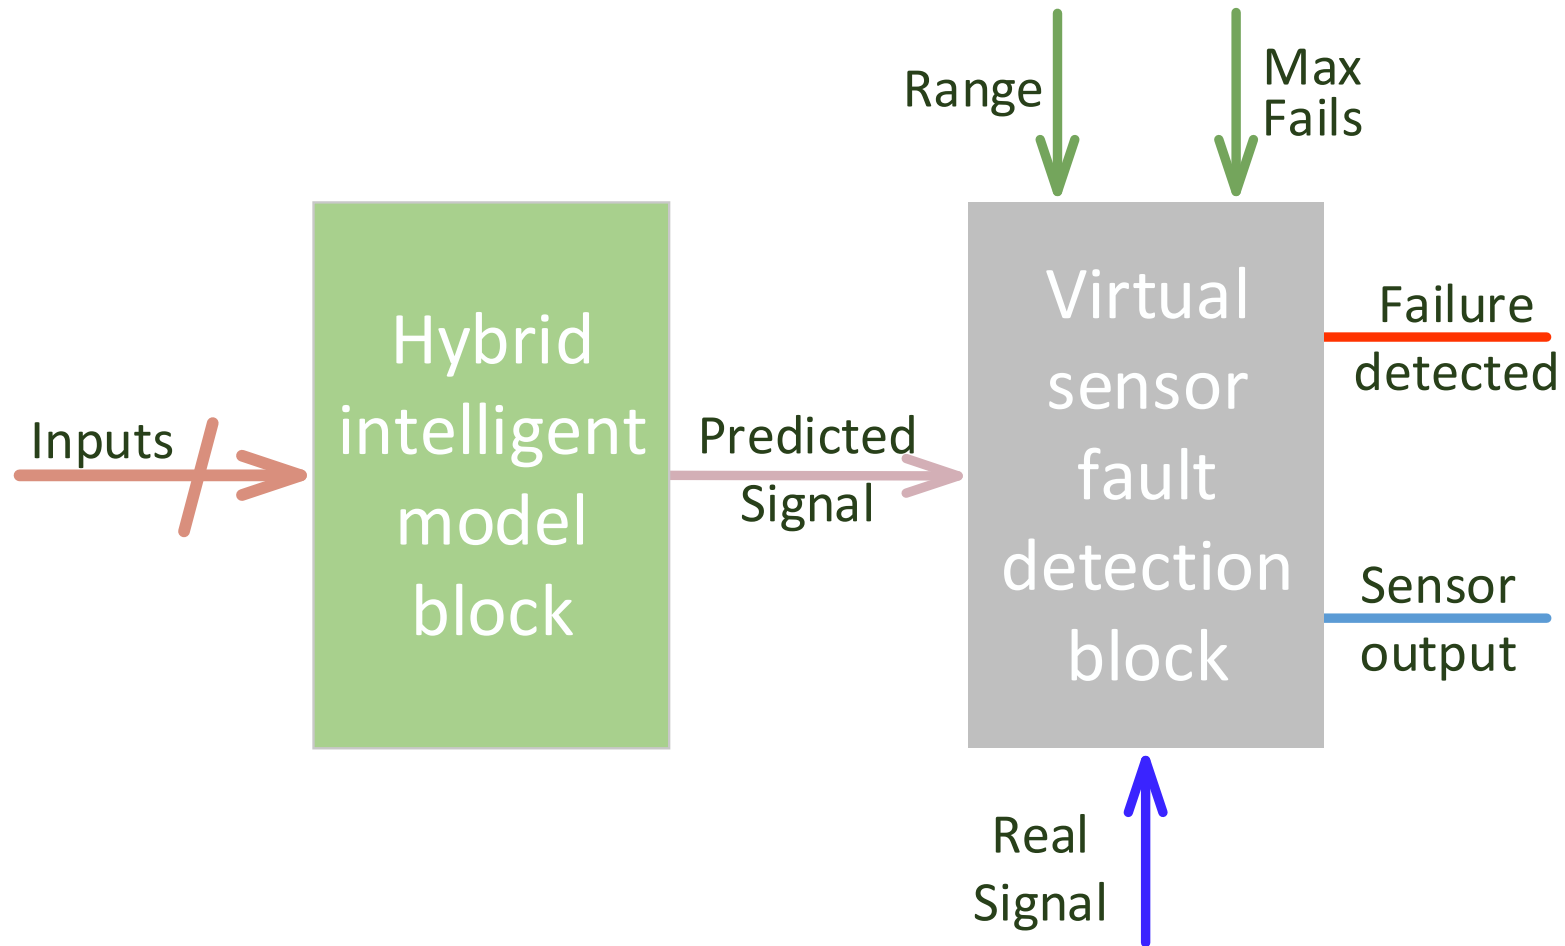 Range
Max
Fails
Hybrid
intelligent
model
block
Virtual
sensor
fault
detection
block
Inputs
Predicted
Signal
Failure
detected
Sensor
output
Real
Signal